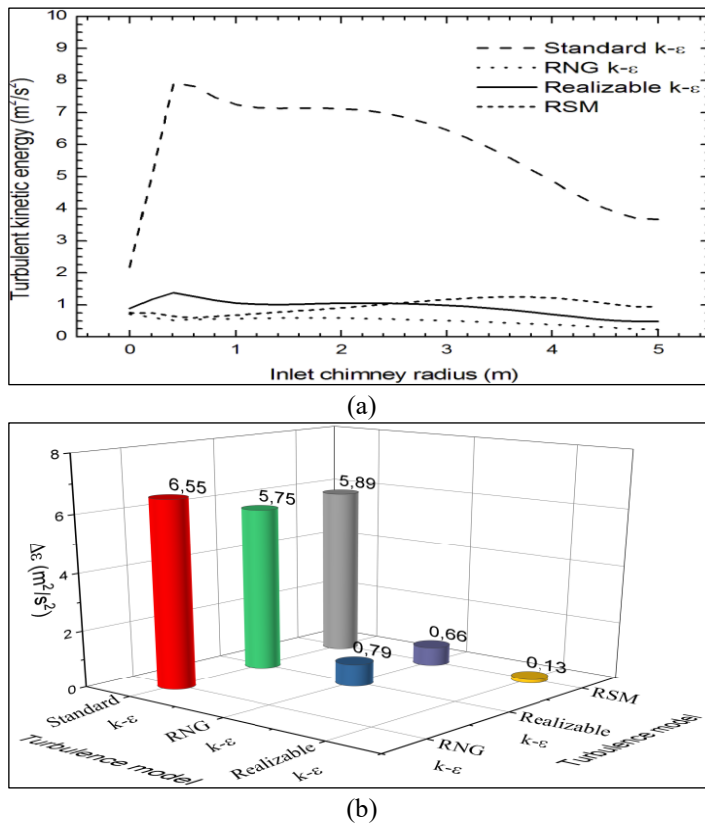 10
9
8
7
6
5
4
3
2
1
0
Turbulent kinetic energy (m²/s²)
Standard k-ε
RNG k-ε
Realizable k-ε
RSM
0 1 2 3 4 5
Inlet chimney radius (m)
(a)
8
6
4
2
0
Δε (m²/s²)
6,55
5,75
5,89
0,79
0,66
0,13
Standard
k-ε
RNG
k-ε
Realizable
k-ε
Turbulence model
RNG
k-ε
Realizable
k-ε
RSM
Turbulence model
(b)